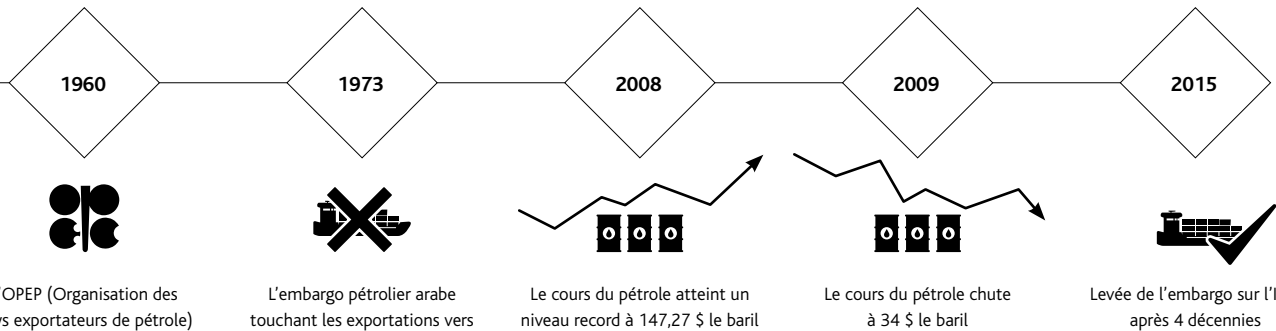 1960
1973
2008
2009
2015
OPEP (Organisation des
exportateurs de pétrole)
L'embargo pétrolier arabe
touchant les exportations vers
Le cours du pétrole atteint un
niveau record à 147,27 $ le baril
Le cours du pétrole chute
à 34 $ le baril
Levée de l'embargo sur
après 4 décennies